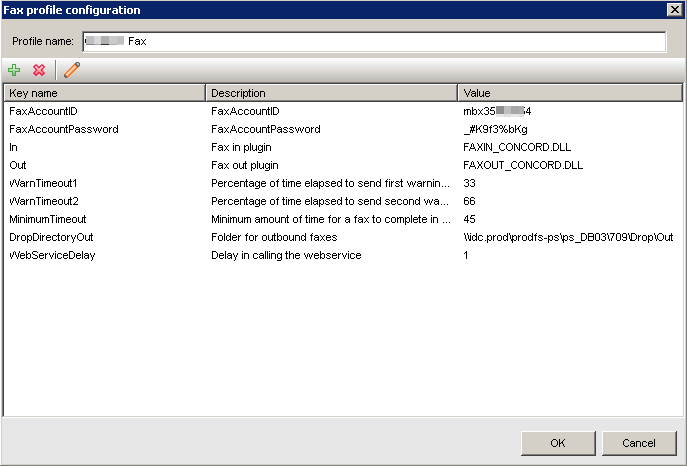 Fax profile configuration
Profile name: Fax
Key name Description Value
FaxAccountID FaxAccountID mbx35 4
FaxAccountPassword FaxAccountPassword _#K9f3%bKg
In Fax in plugin FAXIN_CONCORD.DLL
Out Fax out plugin FAXOUT_CONCORD.DLL
WarnTimeout1 Percentage of time elapsed to send first warnin... 33
WarnTimeout2 Percentage of time elapsed to send second wa... 66
MinimumTimeout Minimum amount of time for a fax to complete in ... 45
DropDirectoryOut Folder for outbound faxes \\idc.prod\prodfs-ps\ps_DB03\709\Drop\Out
WebServiceDelay Delay in calling the webservice 1
OK Cancel